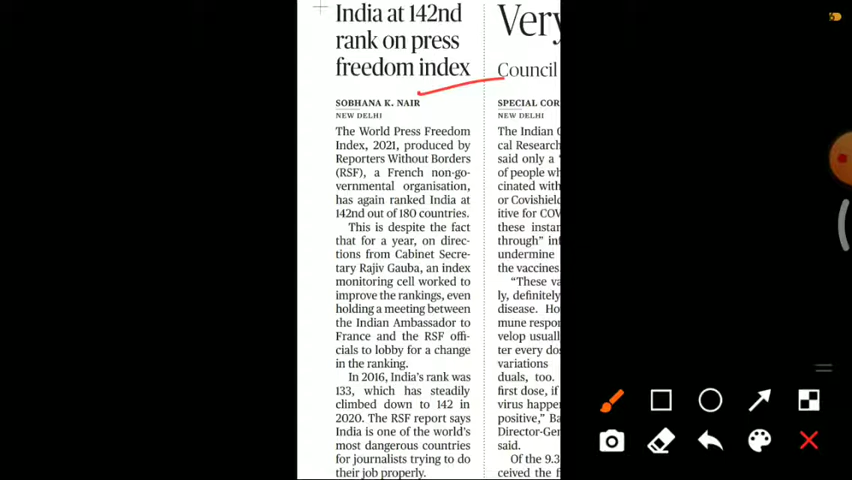 India at 142nd
rank on press
freedom index
SOBHANA K. NAIR
NEW DELHI
The World Press Freedom
Index, 2021, produced by
Reporters Without Borders
(RSF), a French non-go-
vernmental organisation,
has again ranked India at
142nd out of 180 countries.
This is despite the fact
that for a year, on direc-
tions from Cabinet Secre-
tary Rajiv Gauba, an index
monitoring cell worked to
improve the rankings, even
holding a meeting between
the Indian Ambassador to
France and the RSF offi-
cials to lobby for a change
in the ranking.
In 2016, India's rank was
133, which has steadily
climbed down to 142 in
2020. The RSF report says
India is one of the world's
most dangerous countries
for journalists trying to do
their job properly.
Very
Council
SPECIAL COR
NEW DELHI
The Indian
cal Research
said only a
of people wh
cinated with
or Covishield
itive for COV
these instan
through" inf
undermine
the vaccines.
"These va
ly, definitely
disease. Ho
mune respon
velop usuall
ter every dos
variations
duals, too.
first dose, if
virus happen
positive," Ba
Director-Gen
said.
Of the 9.3
ceived the f